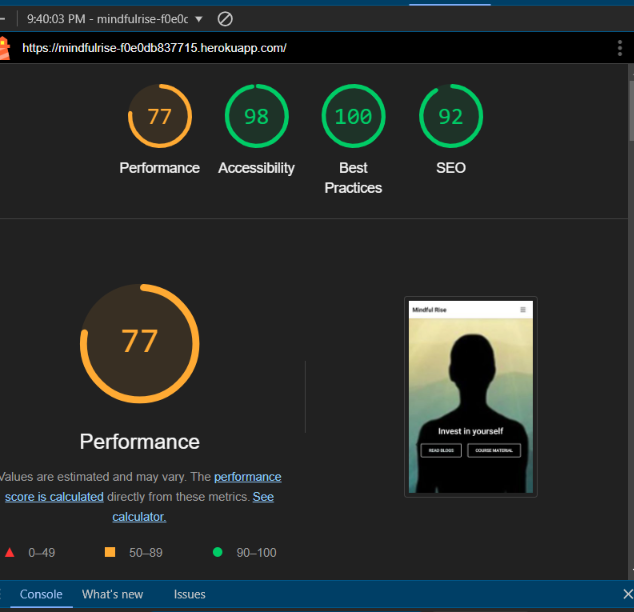 9:40:03 PM - mindfulrise-f0e0c
https://mindfulrise-f0e0db837715.herokuapp.com/
77 98 100 92
Performance Accessibility Best Practices SEO
77
Mindful Rise
Invest in yourself
READ BLOGS COURSE MATERIAL
Performance
Values are estimated and may vary. The performance
score is calculated directly from these metrics. See
calculator.
0–49 50–89 90–100
Console What's new Issues